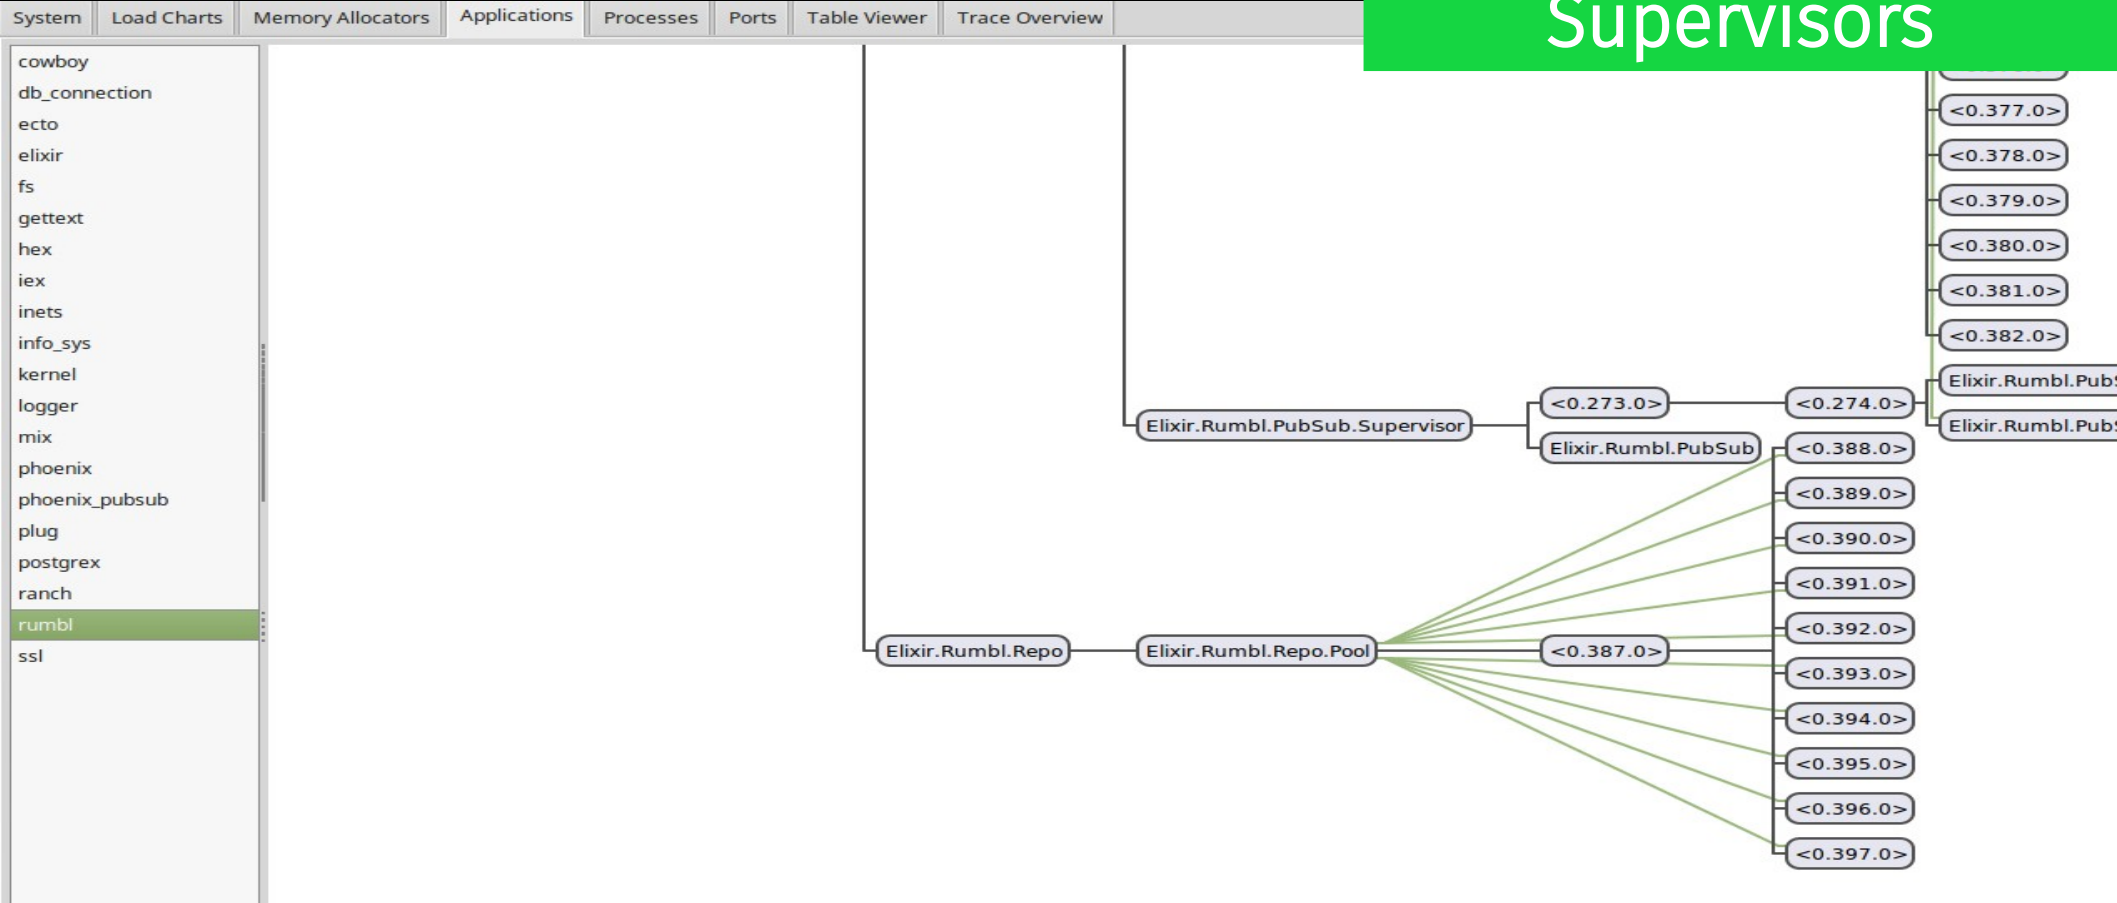 System
Load Charts
Memory Allocators
Applications
Processes
Ports
Table Viewer
Trace Overview
Supervisors
cowboy
db_connection
ecto
elixir
fs
gettext
hex
iex
inets
info_sys
kernel
logger
mix
phoenix
phoenix_pubsub
plug
postgrex
ranch
rumbl
ssl
<0.377.0>
<0.378.0>
<0.379.0>
<0.380.0>
<0.381.0>
<0.382.0>
Elixir.Rumbl.PubS
Elixir.Rumbl.PubS
Elixir.Rumbl.PubSub.Supervisor
<0.273.0>
<0.274.0>
Elixir.Rumbl.PubSub
<0.388.0>
<0.389.0>
<0.390.0>
<0.391.0>
<0.392.0>
Elixir.Rumbl.Repo
Elixir.Rumbl.Repo.Pool
<0.387.0>
<0.393.0>
<0.394.0>
<0.395.0>
<0.396.0>
<0.397.0>